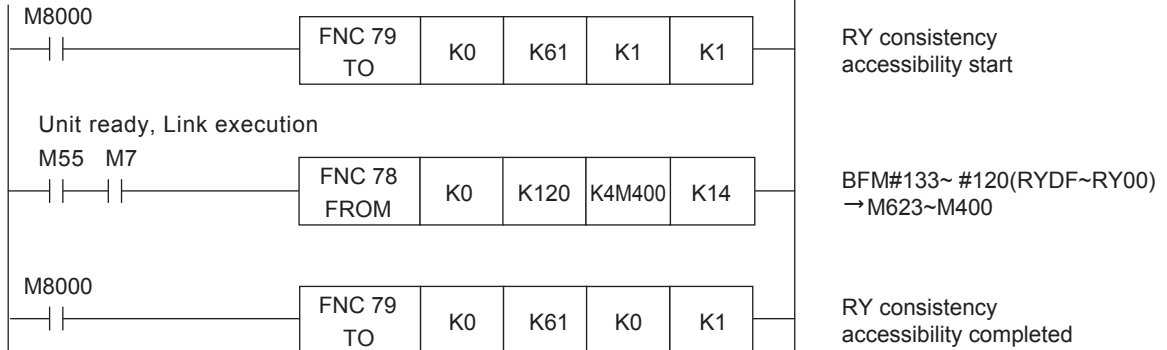 M8000
FNC 79
TO
K0
K61
K1
K1
RY consistency
accessibility start
Unit ready, Link execution
M55 M7
FNC 78
FROM
K0
K120
K4M400
K14
BFM#133~ #120(RYDF~RY00)
→M623~M400
M8000
FNC 79
TO
K0
K61
K0
K1
RY consistency
accessibility completed